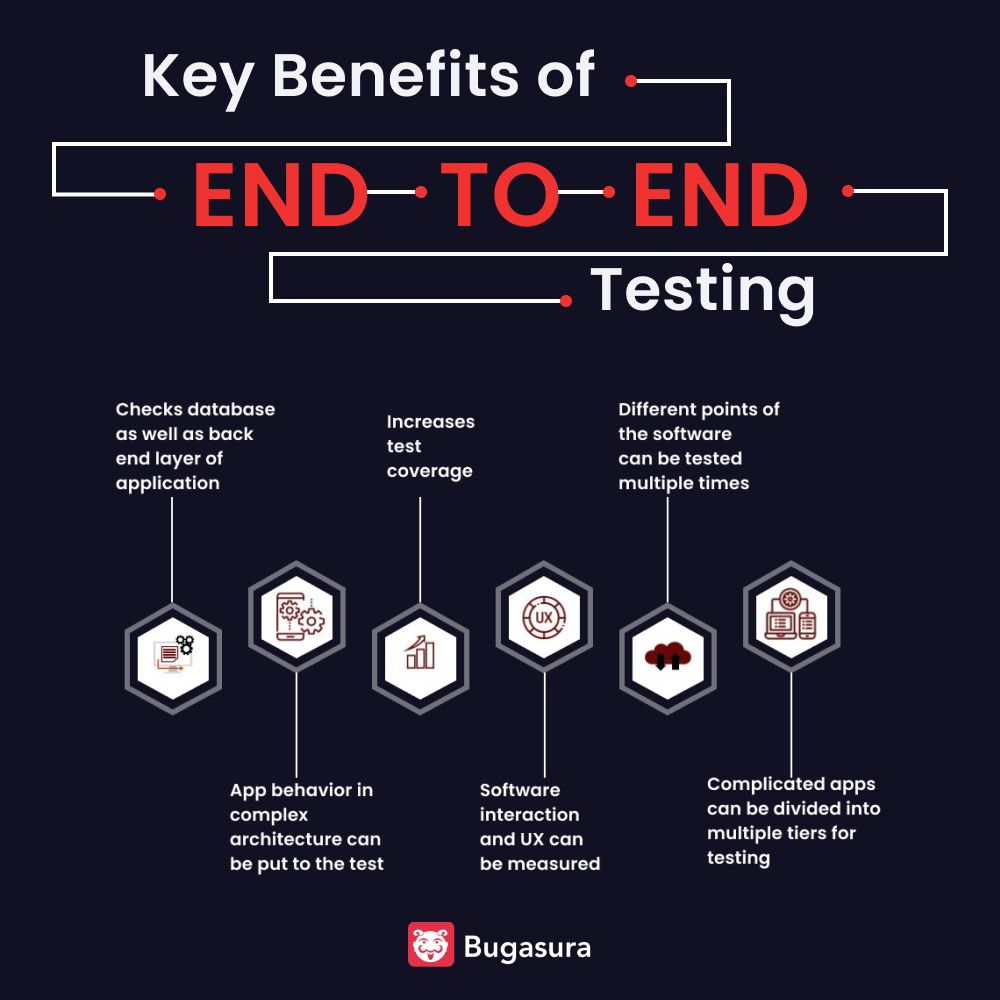 Key Benefits of
END TO END
Testing
Checks database
as well as back
end layer of
application
Increases
test
coverage
Different points of
the software
can be tested
multiple times
UX
App behavior in
complex
architecture can
be put to the test
Software
interaction
and UX can
be measured
Complicated apps
can be divided into
multiple tiers for
testing
Bugasura